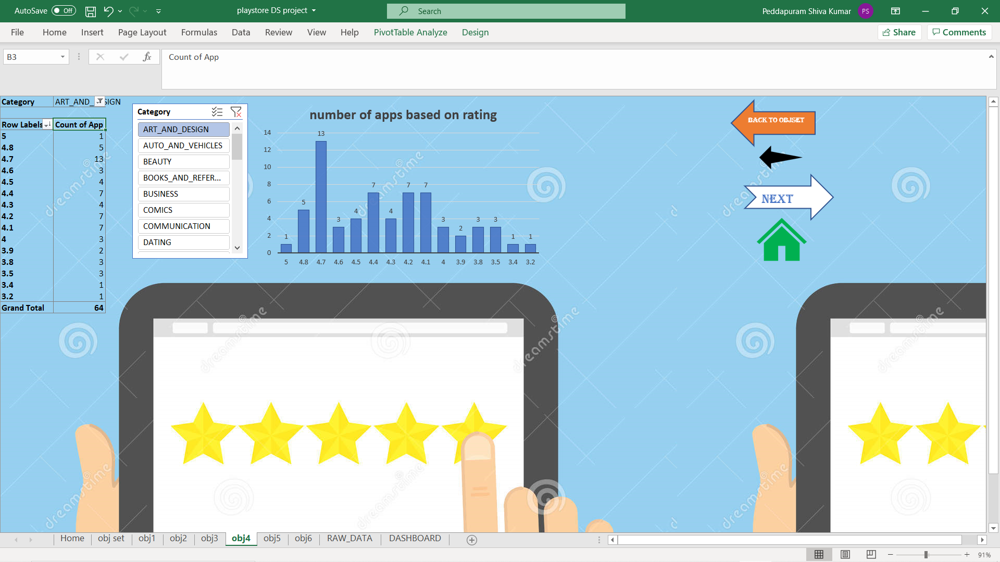 AutoSave Off playstore DS project Search Peddapuram Shiva Kumar PS
File Home Insert Page Layout Formulas Data Review View Help PivotTable Analyze Design Share Comments
B3 fx Count of App
Category ART_AND_ SIGN
Row Labels Count of App
5 1
4.8 5
4.7 13
4.6 3
4.5 4
4.4 7
4.3 4
4.2 7
4.1 7
4 3
3.9 2
3.8 3
3.5 3
3.4 1
3.2 1
Grand Total 64
Category
ART_AND_DESIGN
AUTO_AND_VEHICLES
BEAUTY
BOOKS_AND_REFER...
BUSINESS
COMICS
COMMUNICATION
DATING
number of apps based on rating
14
12
10
8
6
4
2
0
1 5 13 3 4 7 4 7 7 3 2 3 3 1 1
5 4.8 4.7 4.6 4.5 4.4 4.3 4.2 4.1 4 3.9 3.8 3.5 3.4 3.2
BACK TO OBJSET
NEXT
dreamstime
dreamstime
dreamstime
dreamstime
dreamstime
dreamstime
dreamstime
dreamstime
dreamstime
Home obj set obj1 obj2 obj3 obj4 obj5 obj6 RAW_DATA DASHBOARD
91%